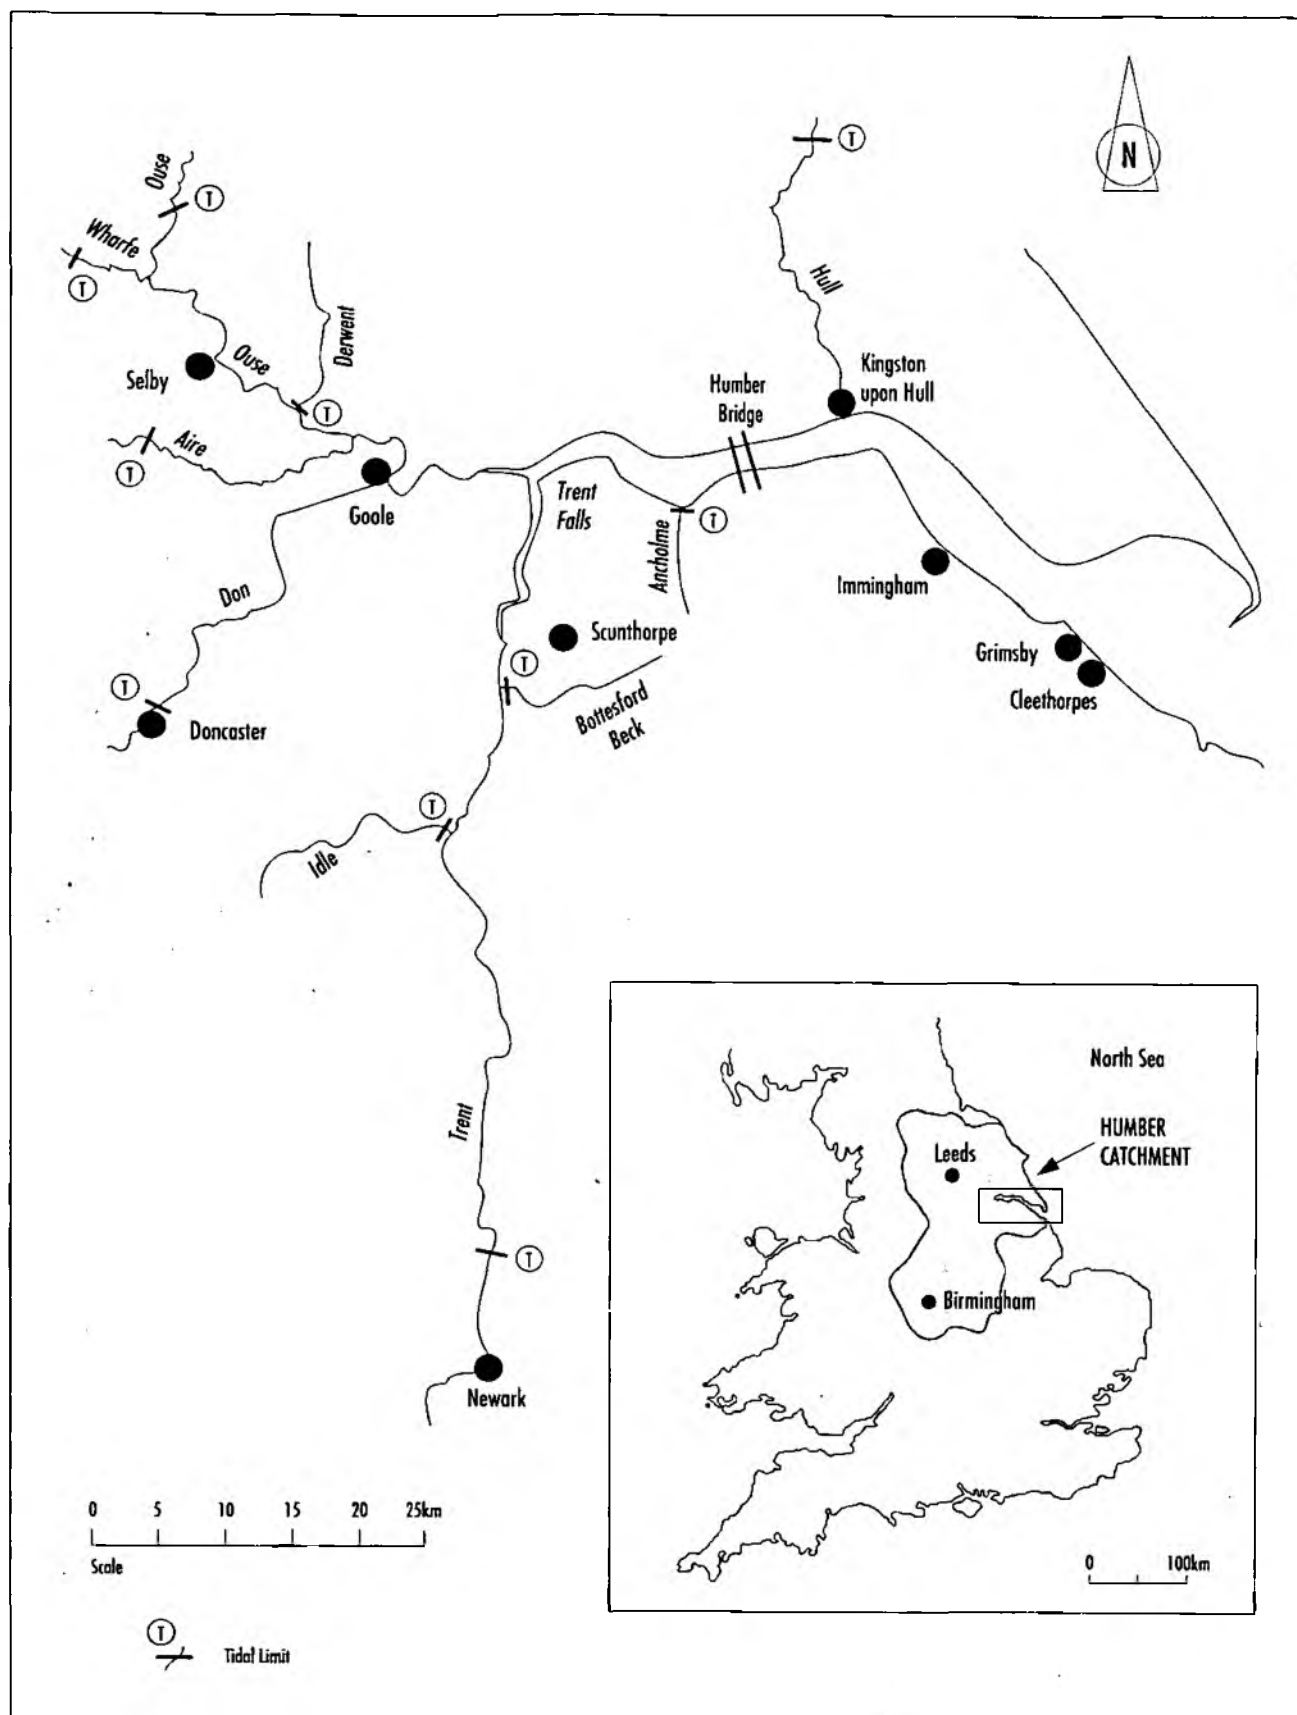 N
T
Ouse
T
Wharfe
T
Hull
Derwent
Selby
Ouse
T
Kingston
upon Hull
Humber
Bridge
Aire
T
Goole
Trent
Falls
T
Ancholme
Immingham
Don
Scunthorpe
T
Grimsby
Cleethorpes
Bottesford
Beck
T
Doncaster
T
Idle
Trent
T
Newark
North Sea
HUMBER
CATCHMENT
Leeds
Birmingham
0 100km
0 5 10 15 20 25km
Scale
T
Tidal Limit